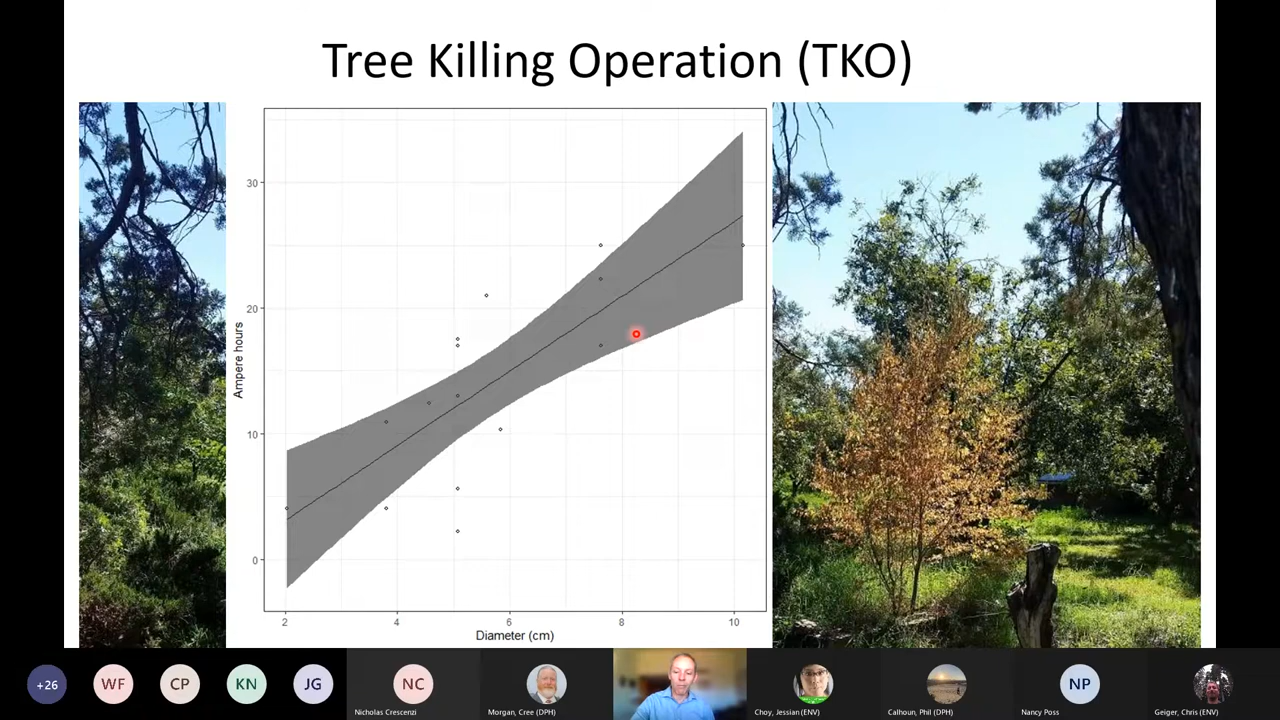 Tree Killing Operation (TKO)
30
20
10
0
Ampere hours
2 4 6 8 10
Diameter (cm)
+26 WF CP KN JG NC NP
Nicholas Crescenzi Morgan, Cree (DPH) Choy, Jessian (ENV) Calhoun, Phil (DPH) Nancy Poss Geiger, Chris (ENV)